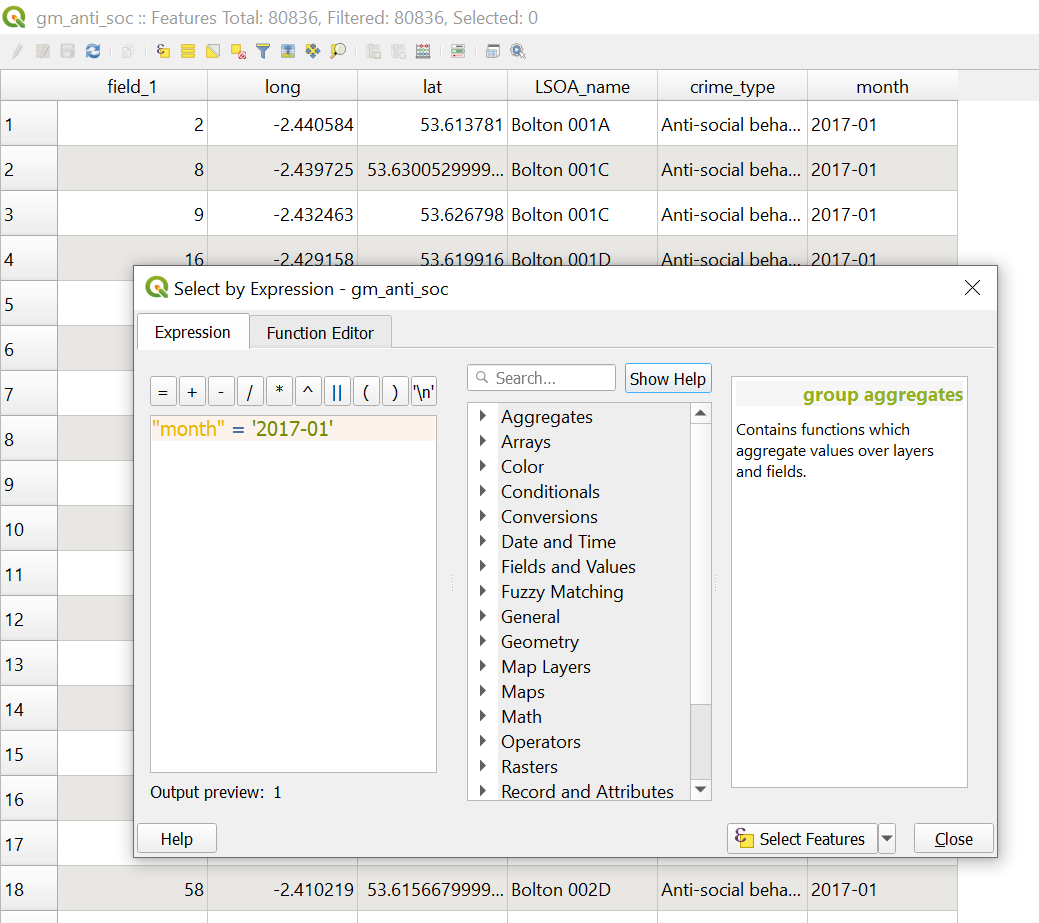 gm_anti_soc :: Features Total: 80836, Filtered: 80836, Selected: 0
field_1 long lat LSOA_name crime_type month
1 2 -2.440584 53.613781 Bolton 001A Anti-social beha... 2017-01
2 8 -2.439725 53.6300529999... Bolton 001C Anti-social beha... 2017-01
3 9 -2.432463 53.626798 Bolton 001C Anti-social beha... 2017-01
4 16 -2.429158 53.619916 Bolton 001D Anti-social beha... 2017-01
5
6
7
8
9
10
11
12
13
14
15
16
17
18 58 -2.410219 53.6156679999... Bolton 002D Anti-social beha... 2017-01
Select by Expression - gm_anti_soc
Expression Function Editor
= + - / * ^ || ( ) '\n'
"month" = '2017-01'
Output preview: 1
Search... Show Help
Aggregates
Arrays
Color
Conditionals
Conversions
Date and Time
Fields and Values
Fuzzy Matching
General
Geometry
Map Layers
Maps
Math
Operators
Rasters
Record and Attributes
group aggregates
Contains functions which
aggregate values over layers
and fields.
Help Select Features Close